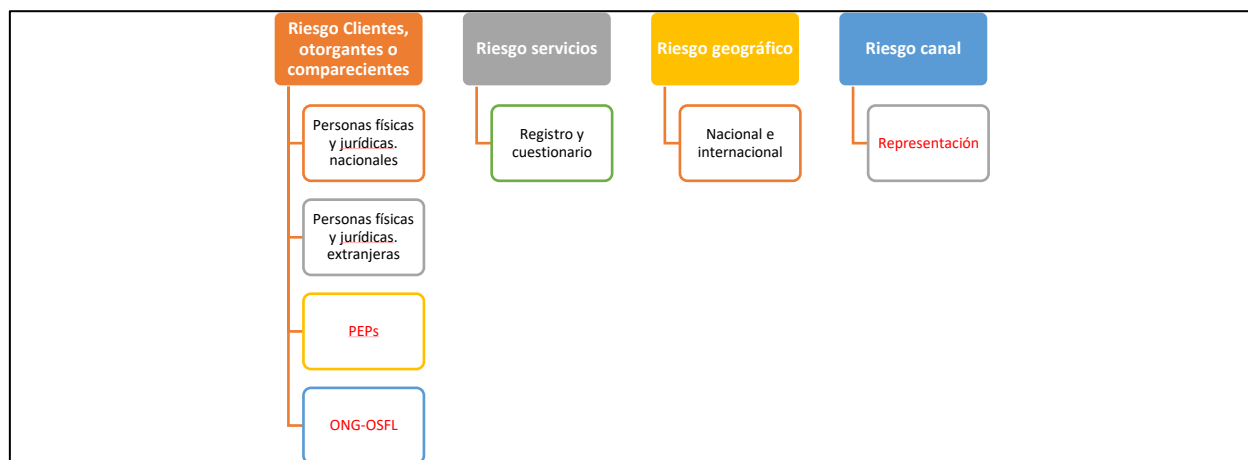 Riesgo Clientes,
otorgantes o
comparecientes
Personas físicas
y jurídicas.
nacionales
Personas físicas
y jurídicas.
extranjeras
PEPs
ONG-OSFL
Riesgo servicios
Registro y
cuestionario
Riesgo geográfico
Nacional e
internacional
Riesgo canal
Representación